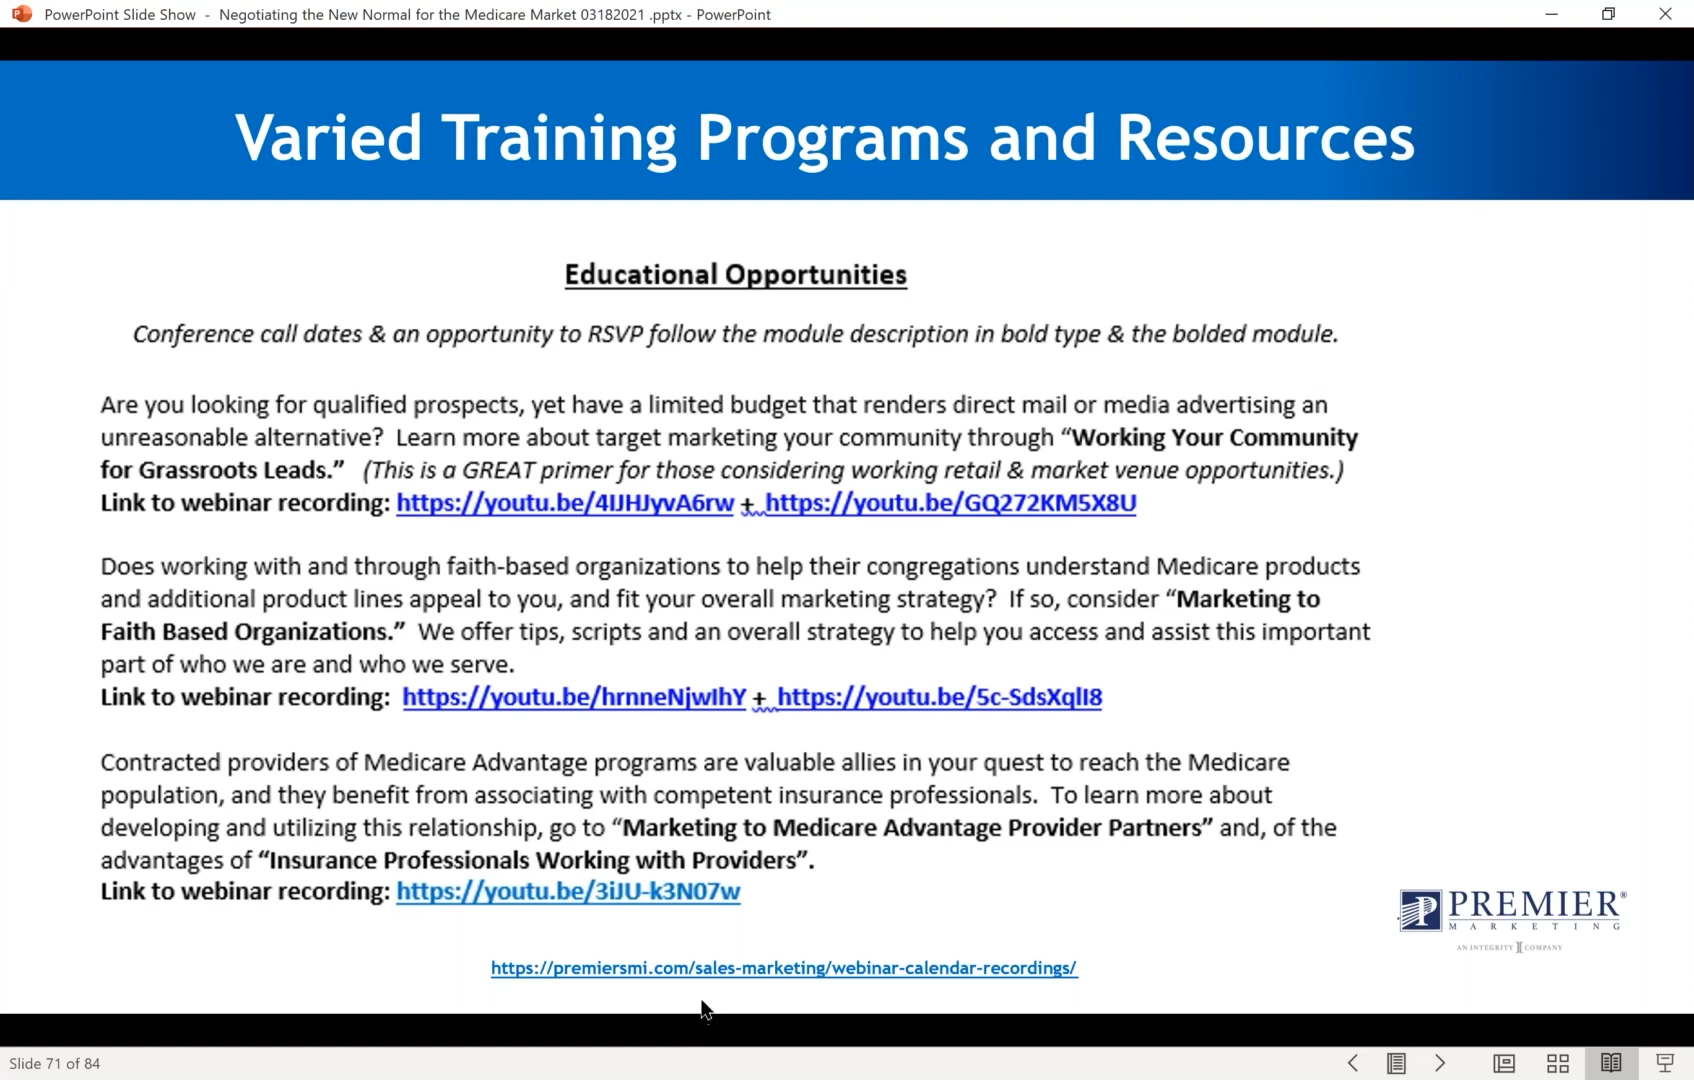 PowerPoint Slide Show - Negotiating the New Normal for the Medicare Market 03182021 .pptx - PowerPoint
Varied Training Programs and Resources
Educational Opportunities
Conference call dates & an opportunity to RSVP follow the module description in bold type & the bolded module.
Are you looking for qualified prospects, yet have a limited budget that renders direct mail or media advertising an
unreasonable alternative? Learn more about target marketing your community through “Working Your Community
for Grassroots Leads.” (This is a GREAT primer for those considering working retail & market venue opportunities.)
Link to webinar recording: https://youtu.be/4IJHJyvA6rw + https://youtu.be/GQ272KM5X8U
Does working with and through faith-based organizations to help their congregations understand Medicare products
and additional product lines appeal to you, and fit your overall marketing strategy? If so, consider “Marketing to
Faith Based Organizations.” We offer tips, scripts and an overall strategy to help you access and assist this important
part of who we are and who we serve.
Link to webinar recording: https://youtu.be/hrnneNjwIhY + https://youtu.be/5c-SdsXqlI8
Contracted providers of Medicare Advantage programs are valuable allies in your quest to reach the Medicare
population, and they benefit from associating with competent insurance professionals. To learn more about
developing and utilizing this relationship, go to “Marketing to Medicare Advantage Provider Partners” and, of the
advantages of “Insurance Professionals Working with Providers”.
Link to webinar recording: https://youtu.be/3iJU-k3N07w
PREMIER®
MARKETING
AN INTEGRITY COMPANY
https://premiersmi.com/sales-marketing/webinar-calendar-recordings/
Slide 71 of 84